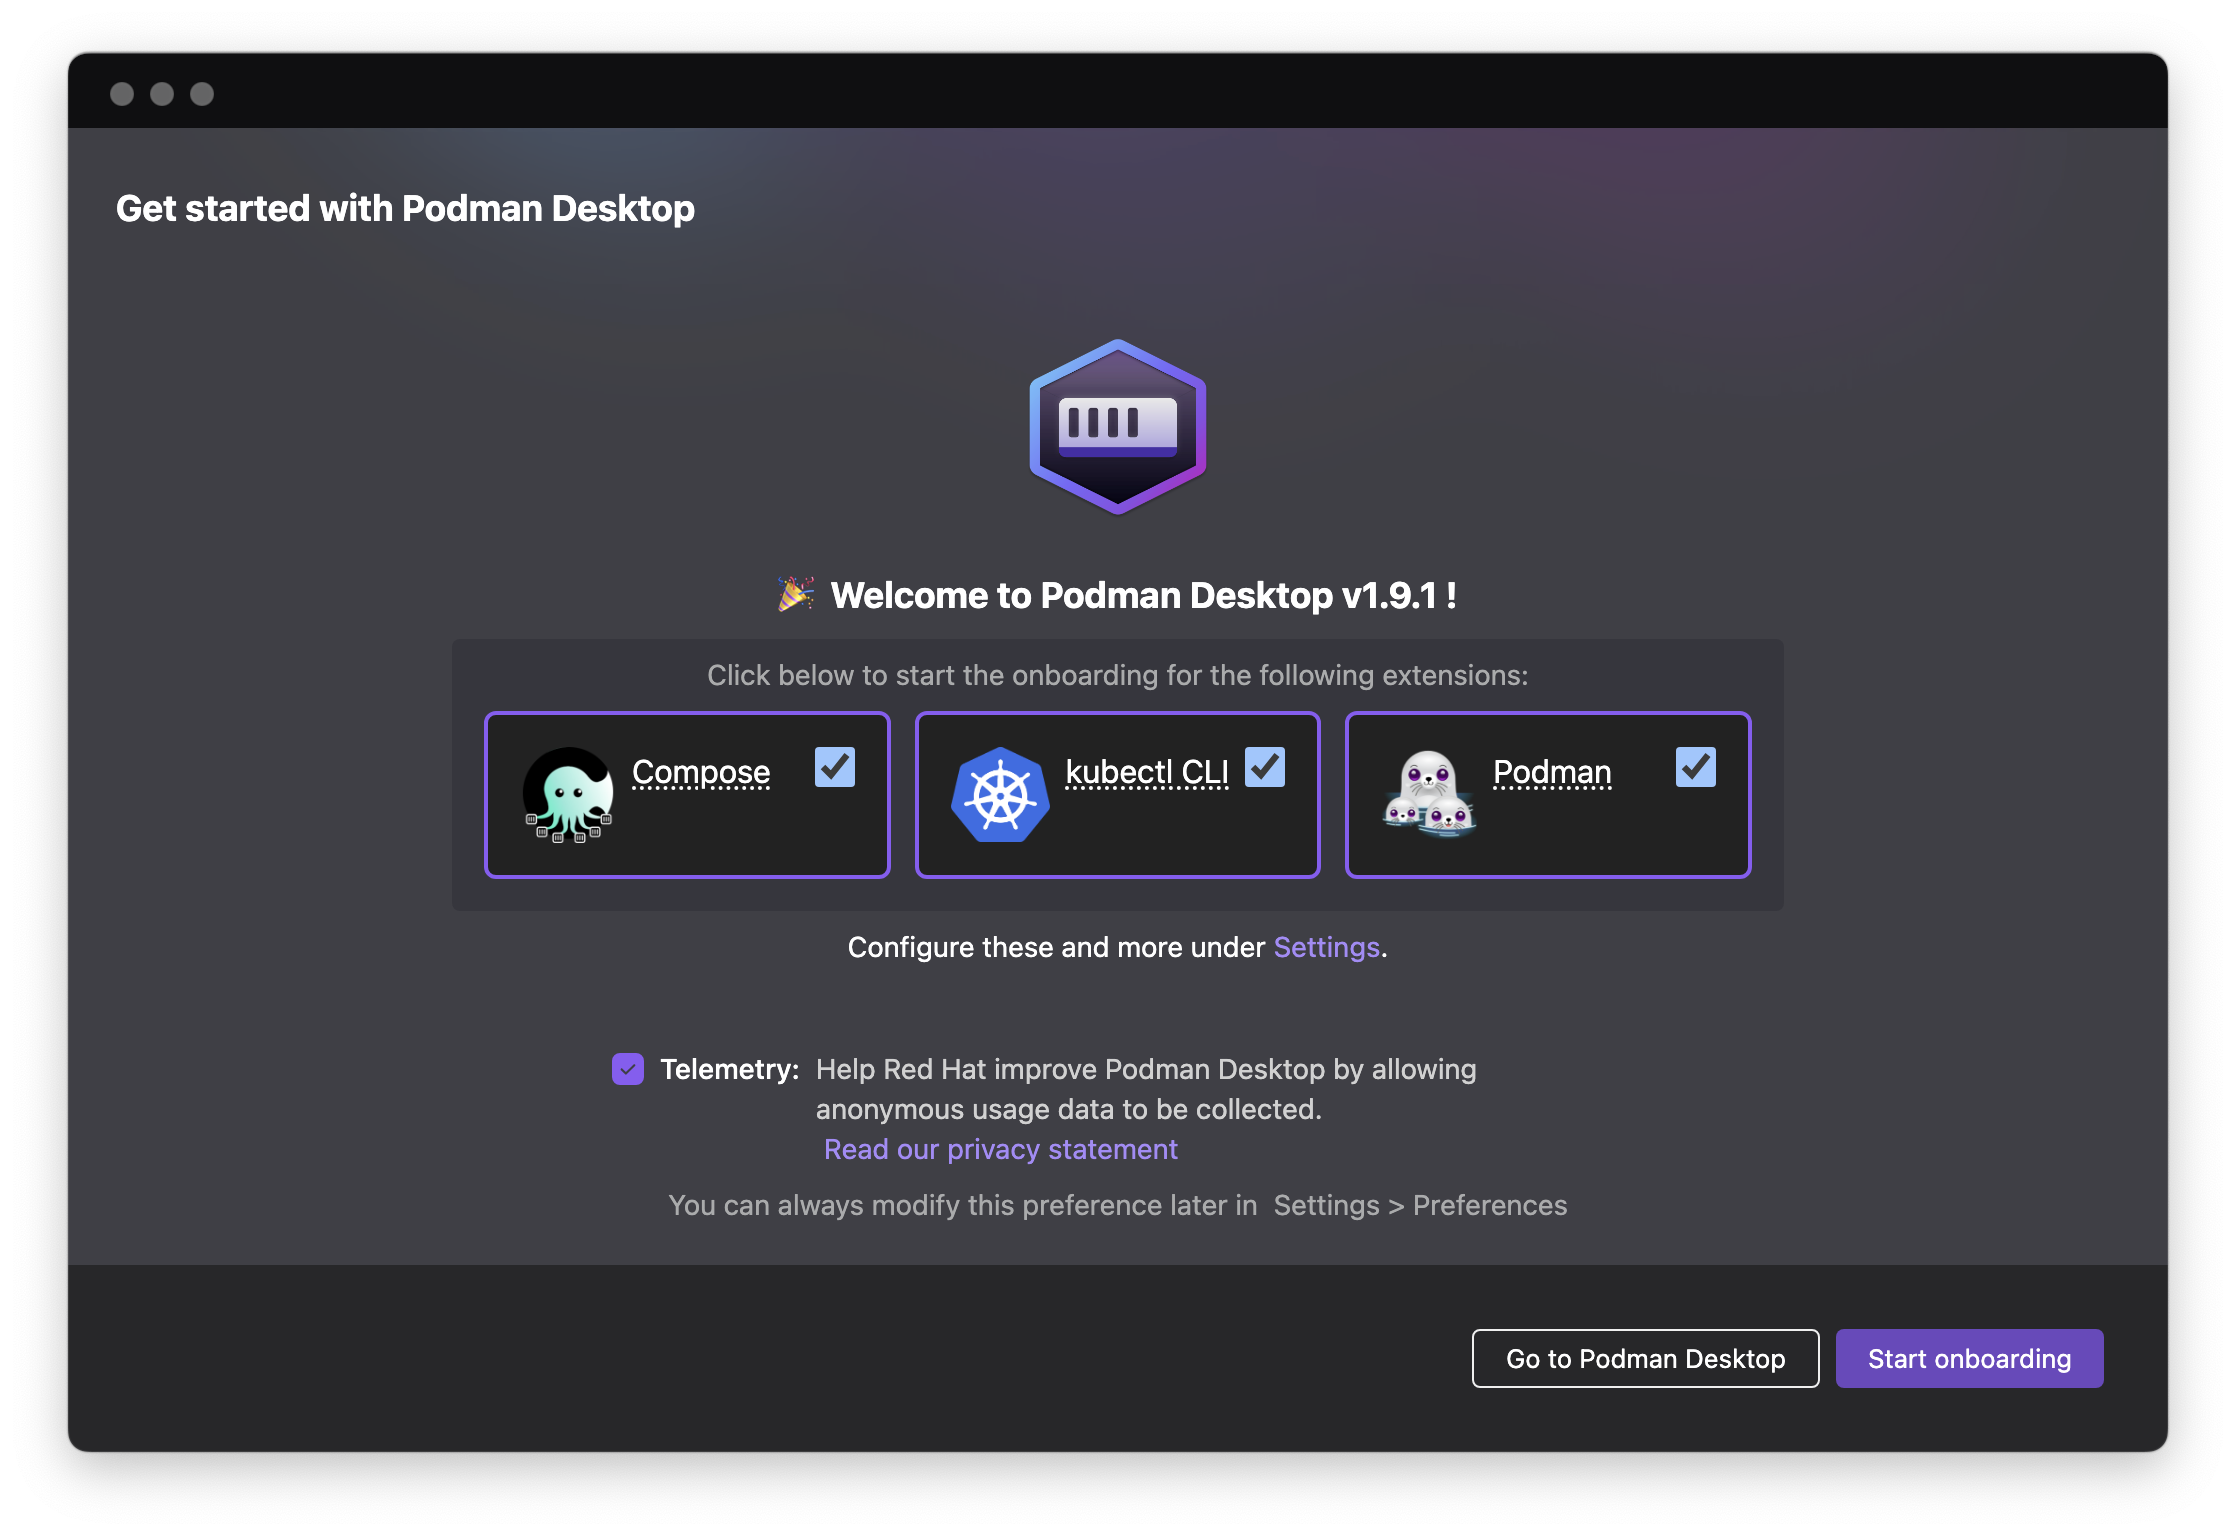 Get started with Podman Desktop
🎉 Welcome to Podman Desktop v1.9.1 !
Click below to start the onboarding for the following extensions:
Compose
kubectl CLI
Podman
Configure these and more under Settings.
Telemetry: Help Red Hat improve Podman Desktop by allowing
anonymous usage data to be collected.
Read our privacy statement
You can always modify this preference later in Settings > Preferences
Go to Podman Desktop
Start onboarding